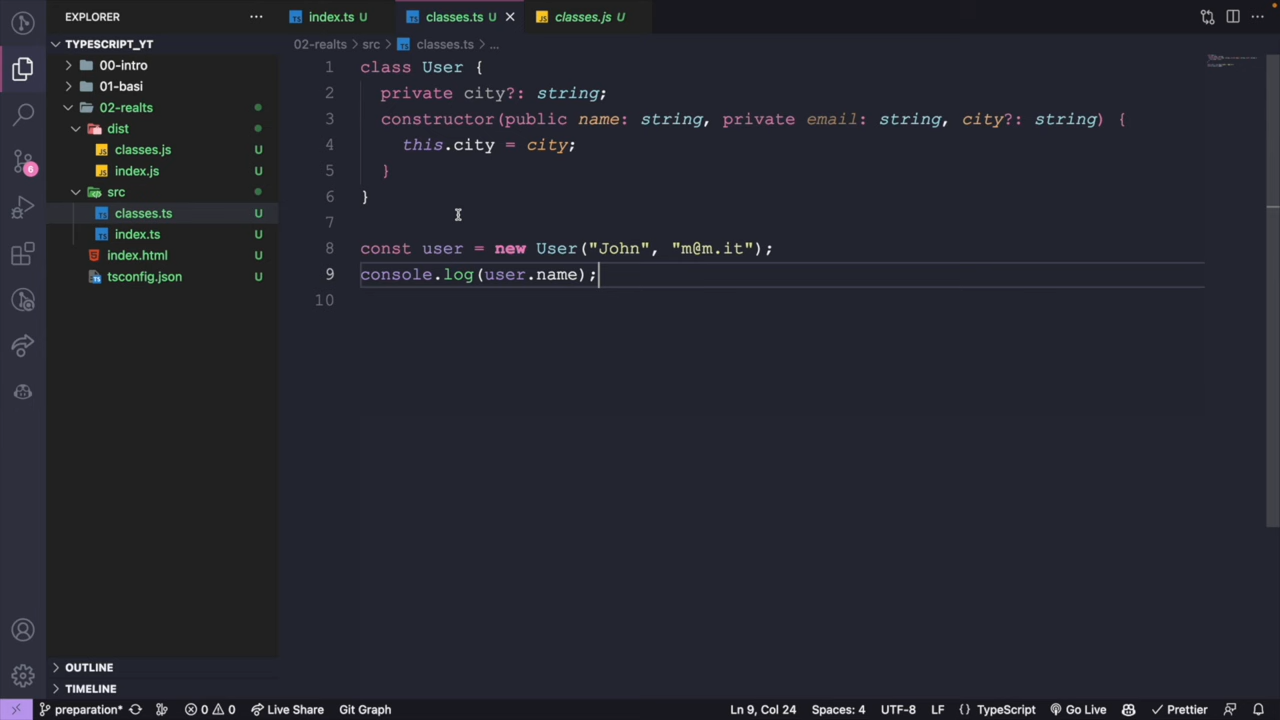 EXPLORER
index.ts U
classes.ts U
classes.js U
TYPESCRIPT_YT
02-realts > src > classes.ts > ...
00-intro
01-basi
02-realts
dist
classes.js U
index.js U
src
classes.ts U
index.ts U
index.html U
tsconfig.json U
6
1 class User {
2 private city?: string;
3 constructor(public name: string, private email: string, city?: string) {
4 this.city = city;
5 }
6 }
7
8 const user = new User("John", "m@m.it");
9 console.log(user.name);
10
OUTLINE
TIMELINE
preparation* 0 0 Live Share Git Graph Ln 9, Col 24 Spaces: 4 UTF-8 LF {} TypeScript Go Live Prettier